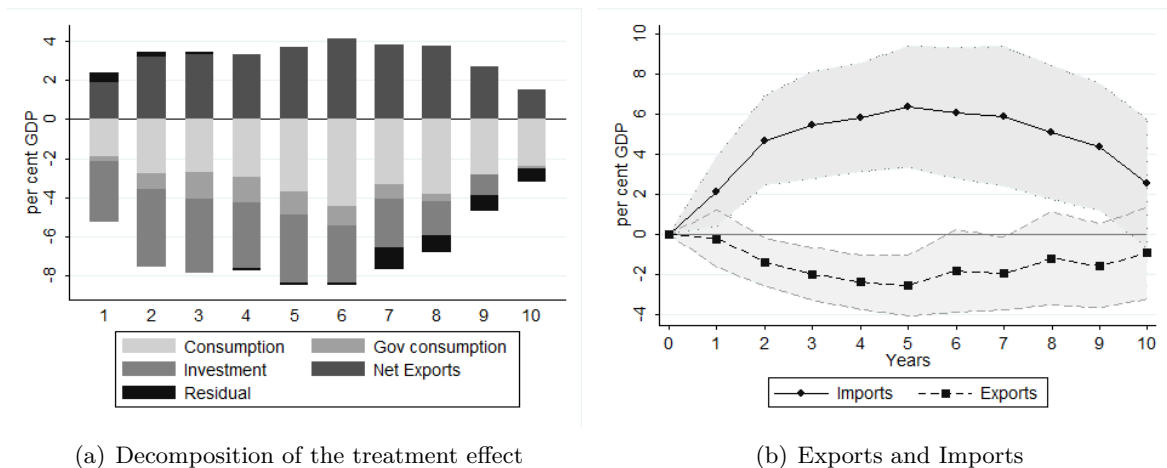 per cent GDP
4
2
0
-2
-4
-6
-8
1 2 3 4 5 6 7 8 9 10
Consumption Gov consumption
Investment Net Exports
Residual
(a) Decomposition of the treatment effect
per cent GDP
10
8
6
4
2
0
-2
-4
0 1 2 3 4 5 6 7 8 9 10
Years
Imports Exports
(b) Exports and Imports